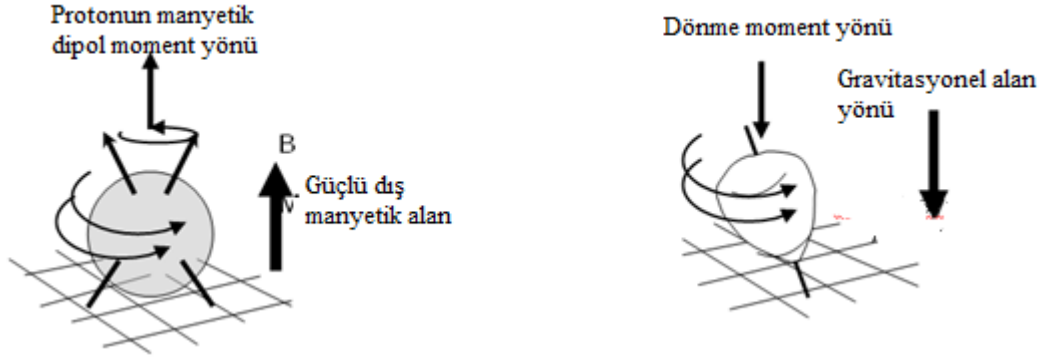 Protonun manyetik
dipol moment yönü
B
Güçlü dış
manyetik alan
Dönme moment yönü
Gravitasyonel alan
yönü